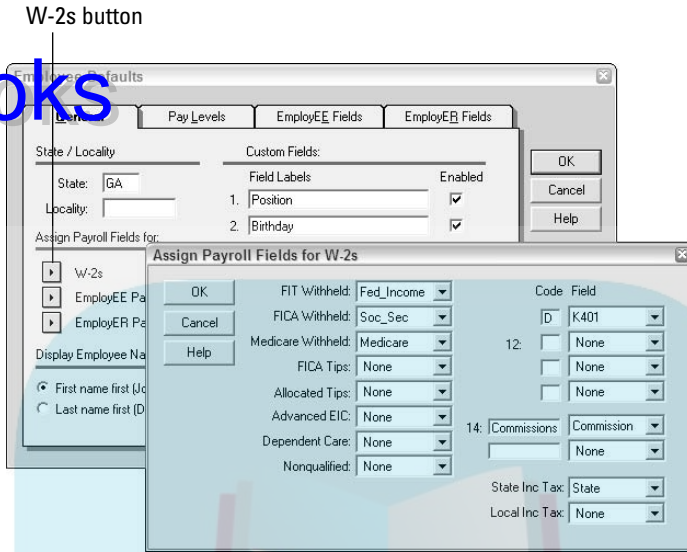 W-2s button
Employee Defaults
oks
General
Pay Levels
EmployEE Fields
EmployER Fields
State / Locality
Custom Fields:
OK
Cancel
Help
Field Labels
Enabled
State: GA
Locality:
1. Position
2. Birthday
Assign Payroll Fields for:
W-2s
EmployEE Pa
EmployER Pa
Display Employee Na
First name first (Jo
Last name first (D
Assign Payroll Fields for W-2s
OK
Cancel
Help
FIT Withheld: Fed_Income
FICA Withheld: Soc_Sec
Medicare Withheld: Medicare
FICA Tips: None
Allocated Tips: None
Advanced EIC: None
Dependent Care: None
Nonqualified: None
Code Field
D K401
12: None
None
None
14: Commissions Commission
None
State Inc Tax: State
Local Inc Tax: None